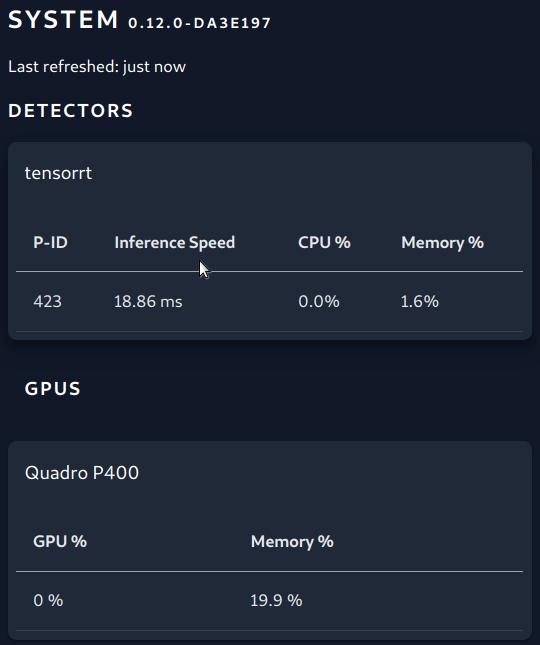 SYSTEM 0.12.0-DA3E197
Last refreshed: just now
DETECTORS
tensorrt
P-ID Inference Speed CPU % Memory %
423 18.86 ms 0.0% 1.6%
GPUS
Quadro P400
GPU % Memory %
0 % 19.9 %